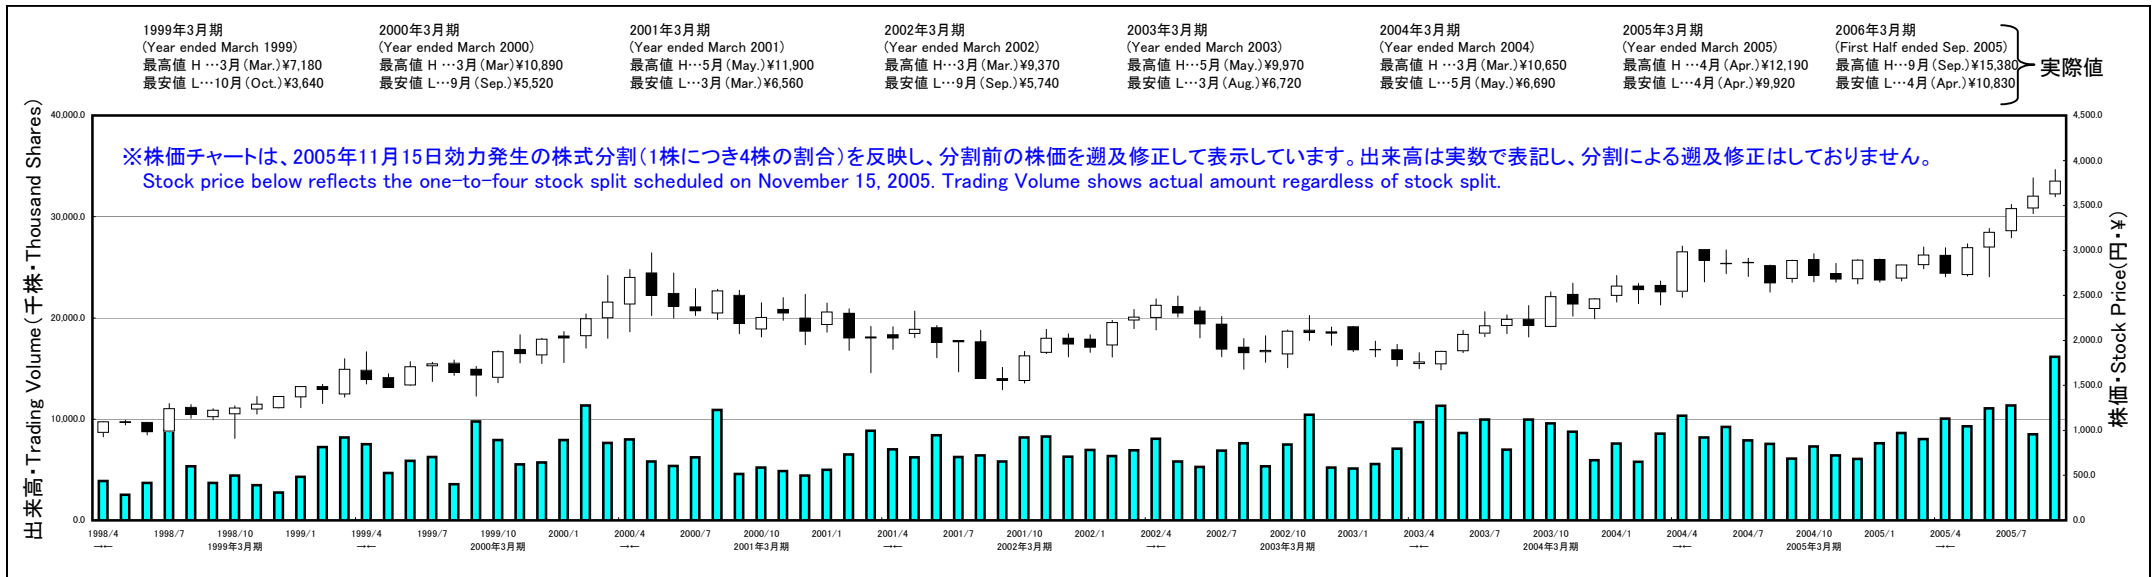 1999年3月期
(Year ended March 1999)
最高値 H …3月(Mar.)¥7,180
最安値 L…10月(Oct.)¥3,640
2000年3月期
(Year ended March 2000)
最高値 H …3月(Mar)¥10,890
最安値 L…9月(Sep.)¥5,520
2001年3月期
(Year ended March 2001)
最高値 H…5月(May.)¥11,900
最安値 L…3月(Mar.)¥6,560
2002年3月期
(Year ended March 2002)
最高値 H…3月(Mar.)¥9,370
最安値 L…9月(Sep.)¥5,740
2003年3月期
(Year ended March 2003)
最高値 H…5月(May.)¥9,970
最安値 L…3月(Aug.)¥6,720
2004年3月期
(Year ended March 2004)
最高値 H …3月(Mar.)¥10,650
最安値 L…5月(May.)¥6,690
2005年3月期
(Year ended March 2005)
最高値 H …4月(Apr.)¥12,190
最安値 L…4月(Apr.)¥9,920
2006年3月期
(First Half ended Sep. 2005)
最高値 H…9月(Sep.)¥15,380
最安値 L…4月(Apr.)¥10,830
実際値
出来高・Trading Volume(千株・Thousand Shares)
40,000.0
30,000.0
20,000.0
10,000.0
0.0
※株価チャートは、2005年11月15日効力発生の株式分割(1株につき4株の割合)を反映し、分割前の株価を遡及修正して表示しています。出来高は実数で表記し、分割による遡及修正はしておりません。
Stock price below reflects the one-to-four stock split scheduled on November 15, 2005. Trading Volume shows actual amount regardless of stock split.
4,500.0
4,000.0
3,500.0
3,000.0
2,500.0
2,000.0
1,500.0
1,000.0
500.0
0.0
株価・Stock Price(円・¥)
1998/4 1998/7 1998/10 1999/1 1999/4 1999/7 1999/10 2000/1 2000/4 2000/7 2000/10 2001/1 2001/4 2001/7 2001/10 2002/1 2002/4 2002/7 2002/10 2003/1 2003/4 2003/7 2003/10 2004/1 2004/4 2004/7 2004/10 2005/1 2005/4 2005/7
→← 1999年3月期 →← 2000年3月期 →← 2001年3月期 →← 2002年3月期 →← 2003年3月期 →← 2004年3月期 →← 2005年3月期 →←